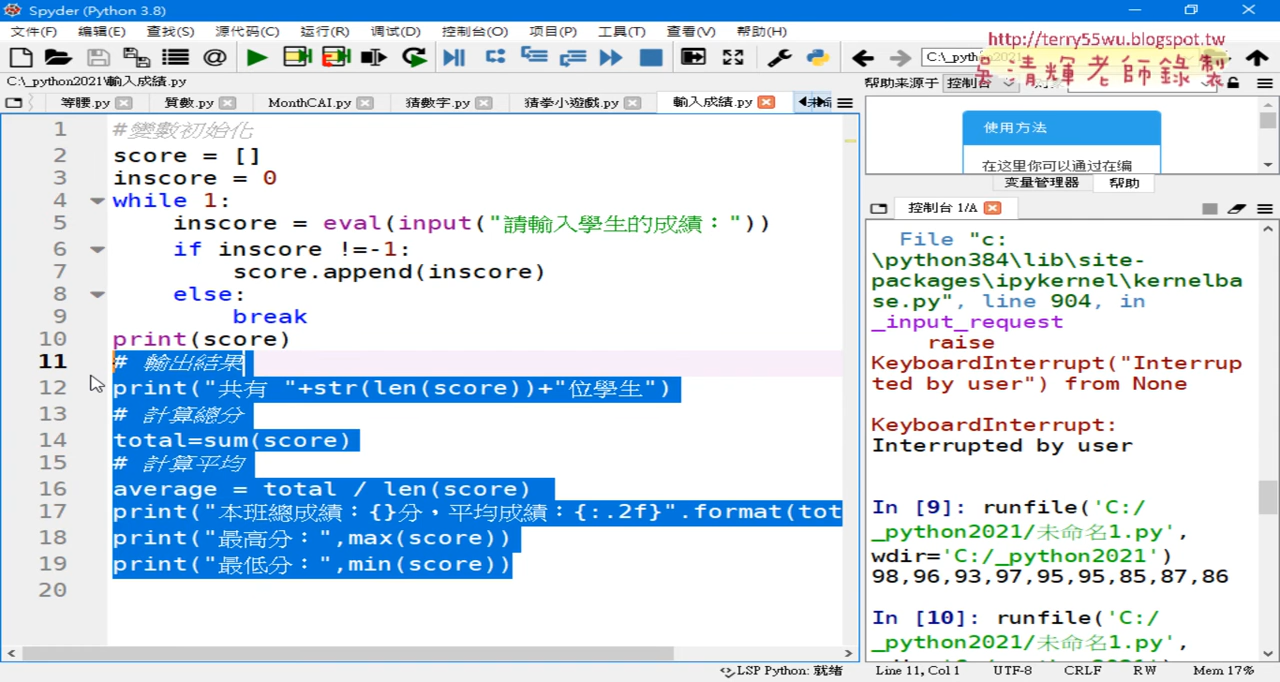 Spyder (Python 3.8)
文件(F) 编辑(E) 查找(S) 源代码(C) 运行(R) 调试(D) 控制台(O) 项目(P) 工具(T) 查看(V) 帮助(H)
http://terry55wu.blogspot.tw
吳清輝老師錄製
C:\_python2021\輸入成績.py
帮助来源于 控制台
等腰.py 質數.py MonthCAI.py 猜數字.py 猜拳小遊戲.py 輸入成績.py
1 #變數初始化
2 score = []
3 inscore = 0
4 while 1:
5 inscore = eval(input("請輸入學生的成績："))
6 if inscore !=-1:
7 score.append(inscore)
8 else:
9 break
10 print(score)
11 # 輸出結果
12 print("共有 "+str(len(score))+"位學生")
13 # 計算總分
14 total=sum(score)
15 # 計算平均
16 average = total / len(score)
17 print("本班總成績：{}分，平均成績：{:.2f}".format(tot
18 print("最高分：",max(score))
19 print("最低分：",min(score))
20
使用方法
在这里你可以通过在编
变量管理器 帮助
控制台 1/A
File "c:
\python384\lib\site-
packages\ipykernel\kernelba
se.py", line 904, in
_input_request
raise
KeyboardInterrupt("Interrup
ted by user") from None
KeyboardInterrupt:
Interrupted by user
In [9]: runfile('C:/
_python2021/未命名1.py',
wdir='C:/_python2021')
98,96,93,97,95,95,85,87,86
In [10]: runfile('C:/
_python2021/未命名1.py',
LSP Python: 就绪 Line 11, Col 1 UTF-8 CRLF RW Mem 17%